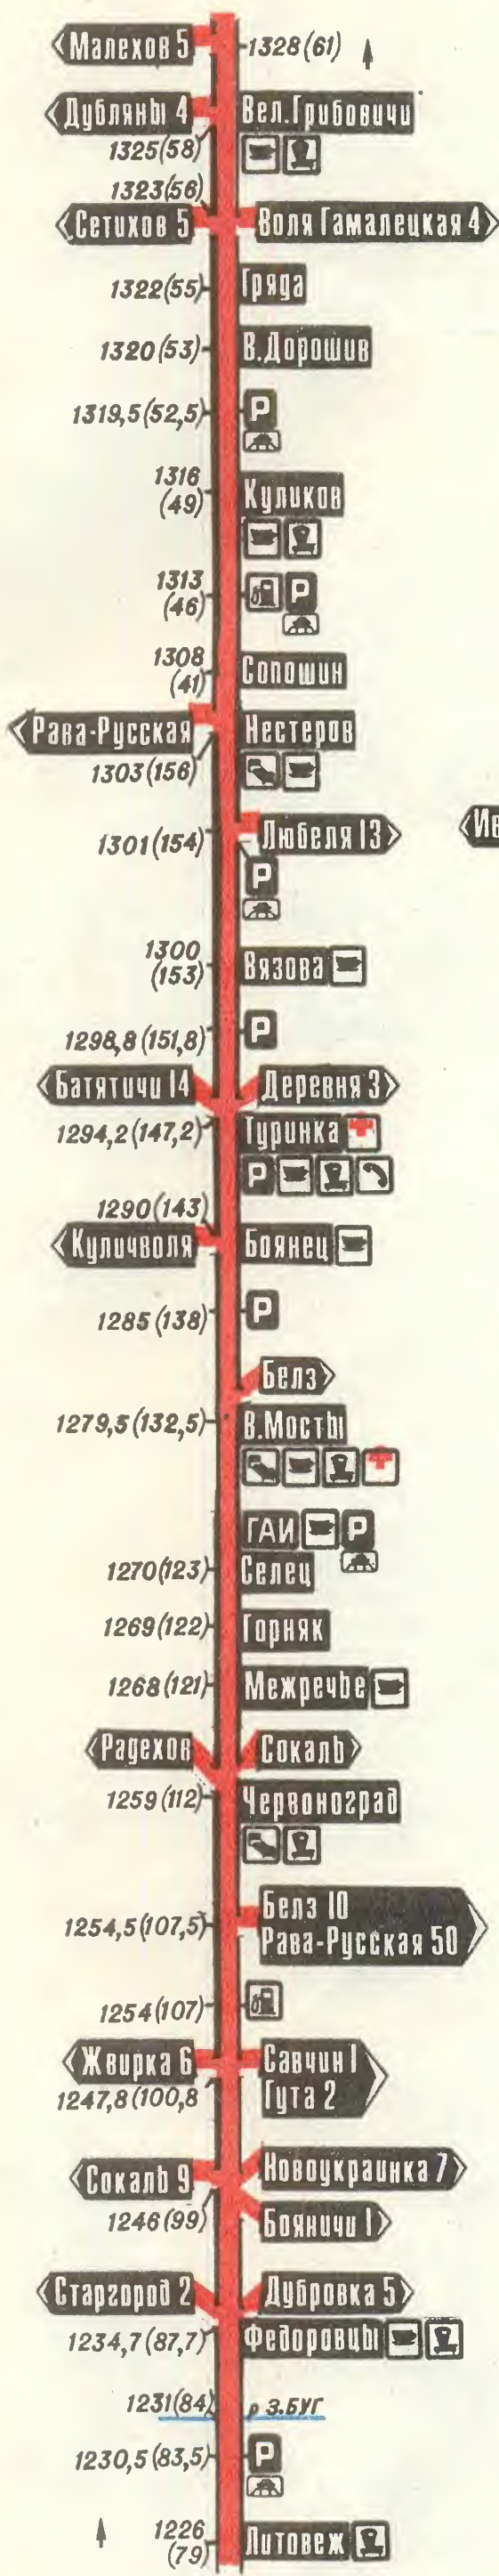 Малехов 5
1328 (61)
Дубляны 4
Вел.Грибовичи
1325 (58)
1323 (56)
Сетихов 5
Воля Гамалецкая 4
1322 (55)
Гряда
1320 (53)
В.Дорошив
1319,5 (52,5)
P
1316
(49)
Куликов
1313
(46)
P
1308
(41)
Сопошин
Рава-Русская
Нестеров
1303 (156)
1301 (154)
Любеля 13
P
1300
(153)
Вязова
1298,8 (151,8)
P
Батятичи 14
Деревня 3
1294,2 (147,2)
Туринка
P
1290 (143)
Куличволя
Боянец
1285 (138)
P
Белз
1279,5 (132,5)
В.Мосты
ГАИ
P
1270 (123)
Селец
1269 (122)
Горняк
1268 (121)
Межречье
Радехов
Сокаль
1259 (112)
Червоноград
1254,5 (107,5)
Белз 10
Рава-Русская 50
1254 (107)
Жвирка 6
Савчин 1
Гута 2
1247,8 (100,8
Сокаль 9
Новоукраинка 7
1246 (99)
Бояничи 1
Старгород 2
Дубровка 5
1234,7 (87,7)
Федоровцы
1231 (84)
р З.БУГ
1230,5 (83,5)
P
1226
(79)
Литовеж